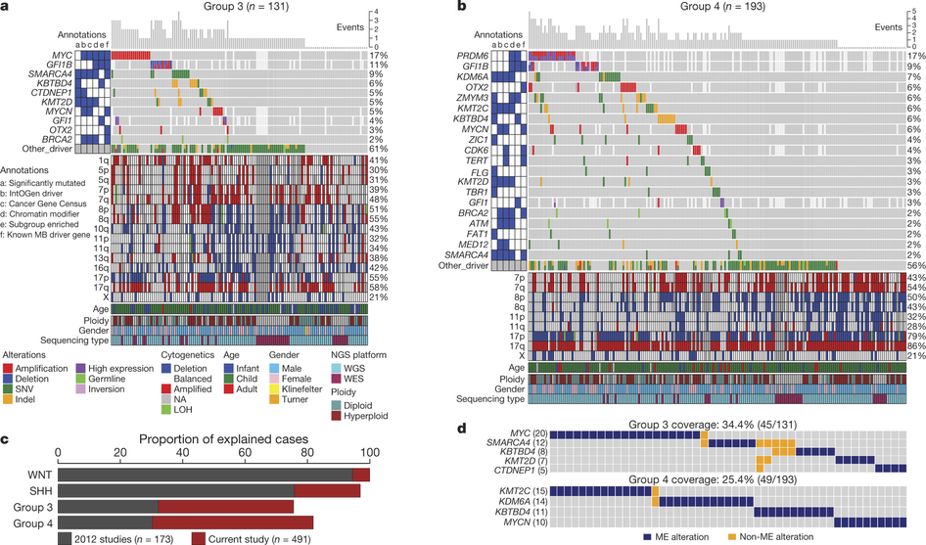 a
Group 3 (n = 131)
Events
4
3
2
1
0
Annotations
a b c d e f
MYC 17%
GFI1B 11%
SMARCA4 9%
KBTBD4 6%
CTDNEP1 5%
KMT2D 5%
MYCN 5%
GFI1 4%
OTX2 3%
BRCA2 2%
Other_driver 61%
1q 41%
5p 30%
5q 31%
7p 39%
7q 48%
8p 51%
8q 55%
10q 43%
11p 32%
11q 34%
13q 38%
16q 42%
17p 55%
17q 58%
X 21%
Age
Ploidy
Gender
Sequencing type
Annotations
a: Significantly mutated
b: IntOGen driver
c: Cancer Gene Census
d: Chromatin modifier
e: Subgroup enriched
f: Known MB driver gene
Alterations
Amplification
Deletion
SNV
Indel
High expression
Germline
Inversion
Cytogenetics
Deletion
Balanced
Amplified
NA
LOH
Age
Infant
Child
Adult
Gender
Male
Female
Klinefelter
Turner
NGS platform
WGS
WES
Ploidy
Diploid
Hyperploid
b
Group 4 (n = 193)
Events
5
4
3
2
1
0
Annotations
a b c d e f
PRDM6 17%
GFI1B 9%
KDM6A 7%
OTX2 6%
ZMYM3 6%
KMT2C 6%
KBTBD4 6%
MYCN 6%
ZIC1 4%
CDK6 4%
TERT 3%
FLG 3%
KMT2D 3%
TBR1 3%
GFI1 3%
BRCA2 2%
ATM 2%
FAT1 2%
MED12 2%
SMARCA4 2%
Other_driver 56%
7p 43%
7q 54%
8p 50%
8q 43%
11p 32%
11q 28%
17p 79%
17q 86%
X 21%
Age
Ploidy
Gender
Sequencing type
c
Proportion of explained cases
0 20 40 60 80 100
WNT
SHH
Group 3
Group 4
2012 studies (n = 173)
Current study (n = 491)
d
Group 3 coverage: 34.4% (45/131)
MYC (20)
SMARCA4 (12)
KBTBD4 (8)
KMT2D (7)
CTDNEP1 (5)
Group 4 coverage: 25.4% (49/193)
KMT2C (15)
KDM6A (14)
KBTBD4 (11)
MYCN (10)
ME alteration
Non-ME alteration